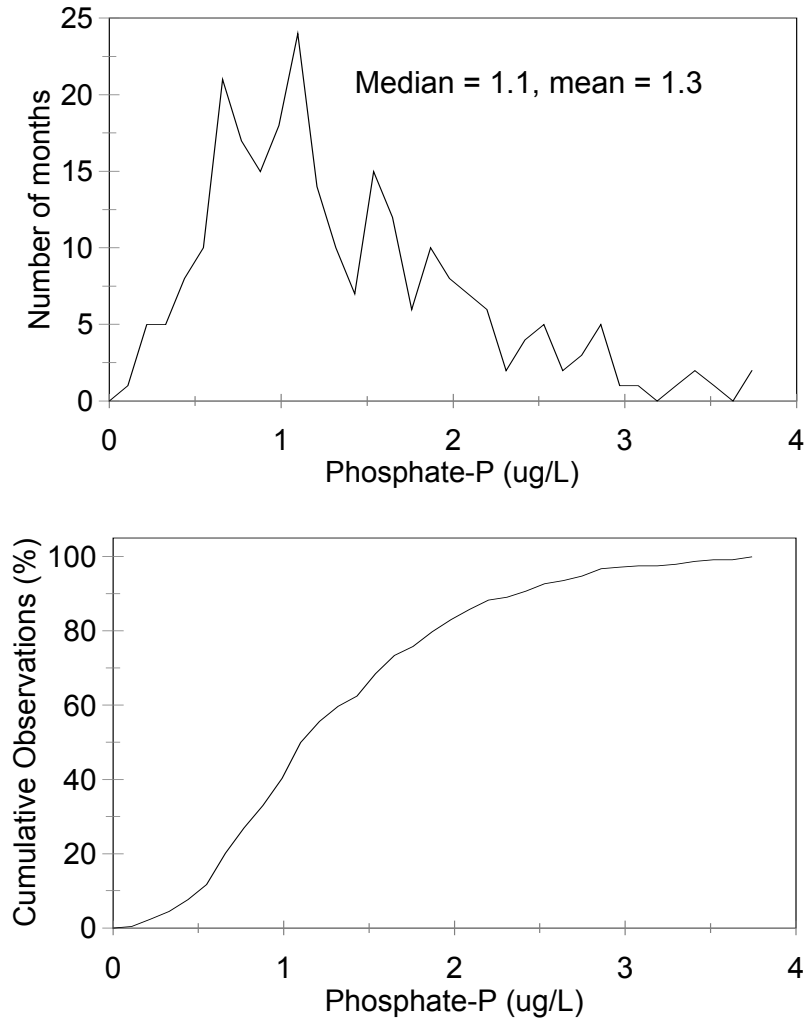 25
20
15
10
5
0
Number of months
Median = 1.1, mean = 1.3
0 1 2 3 4
Phosphate-P (ug/L)
100
80
60
40
20
0
Cumulative Observations (%)
0 1 2 3 4
Phosphate-P (ug/L)